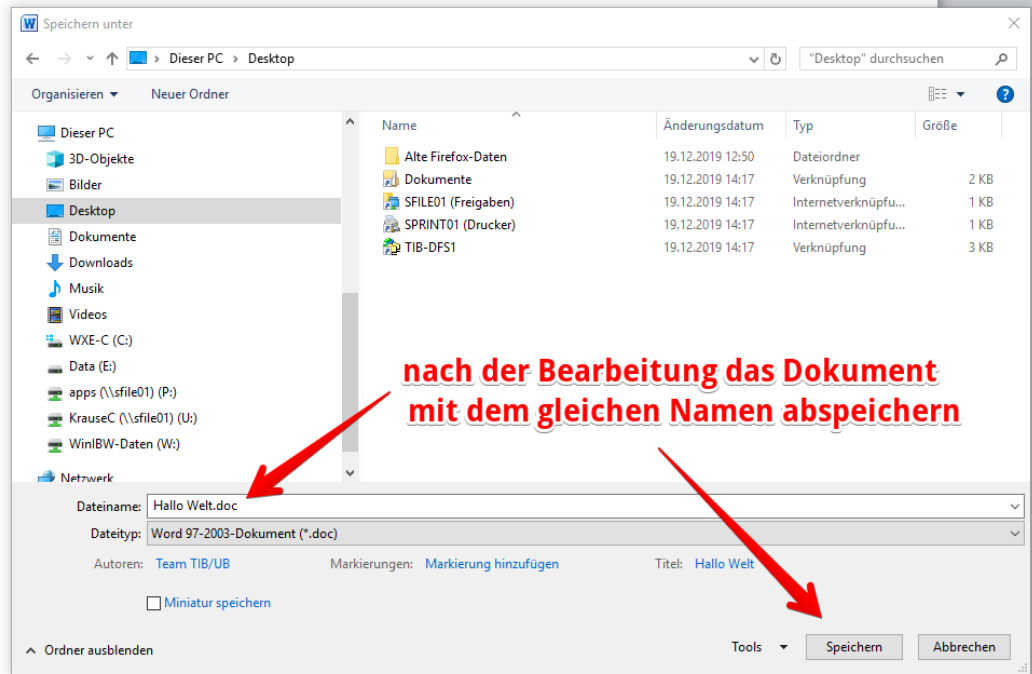 Speichern unter
Dieser PC > Desktop
"Desktop" durchsuchen
Organisieren
Neuer Ordner
Dieser PC
3D-Objekte
Bilder
Desktop
Dokumente
Downloads
Musik
Videos
WXE-C (C:)
Data (E:)
apps (\\sfile01) (P:)
KrauseC (\\sfile01) (U:)
WinIBW-Daten (W:)
Netzwerk
Name Änderungsdatum Typ Größe
Alte Firefox-Daten 19.12.2019 12:50 Dateiordner
Dokumente 19.12.2019 14:17 Verknüpfung 2 KB
SFILE01 (Freigaben) 19.12.2019 14:17 Internetverknüpfu... 1 KB
SPRINT01 (Drucker) 19.12.2019 14:17 Internetverknüpfu... 1 KB
TIB-DFS1 19.12.2019 14:17 Verknüpfung 3 KB
nach der Bearbeitung das Dokument
mit dem gleichen Namen abspeichern
Dateiname: Hallo Welt.doc
Dateityp: Word 97-2003-Dokument (*.doc)
Autoren: Team TIB/UB Markierungen: Markierung hinzufügen Titel: Hallo Welt
Miniatur speichern
Ordner ausblenden Tools Speichern Abbrechen